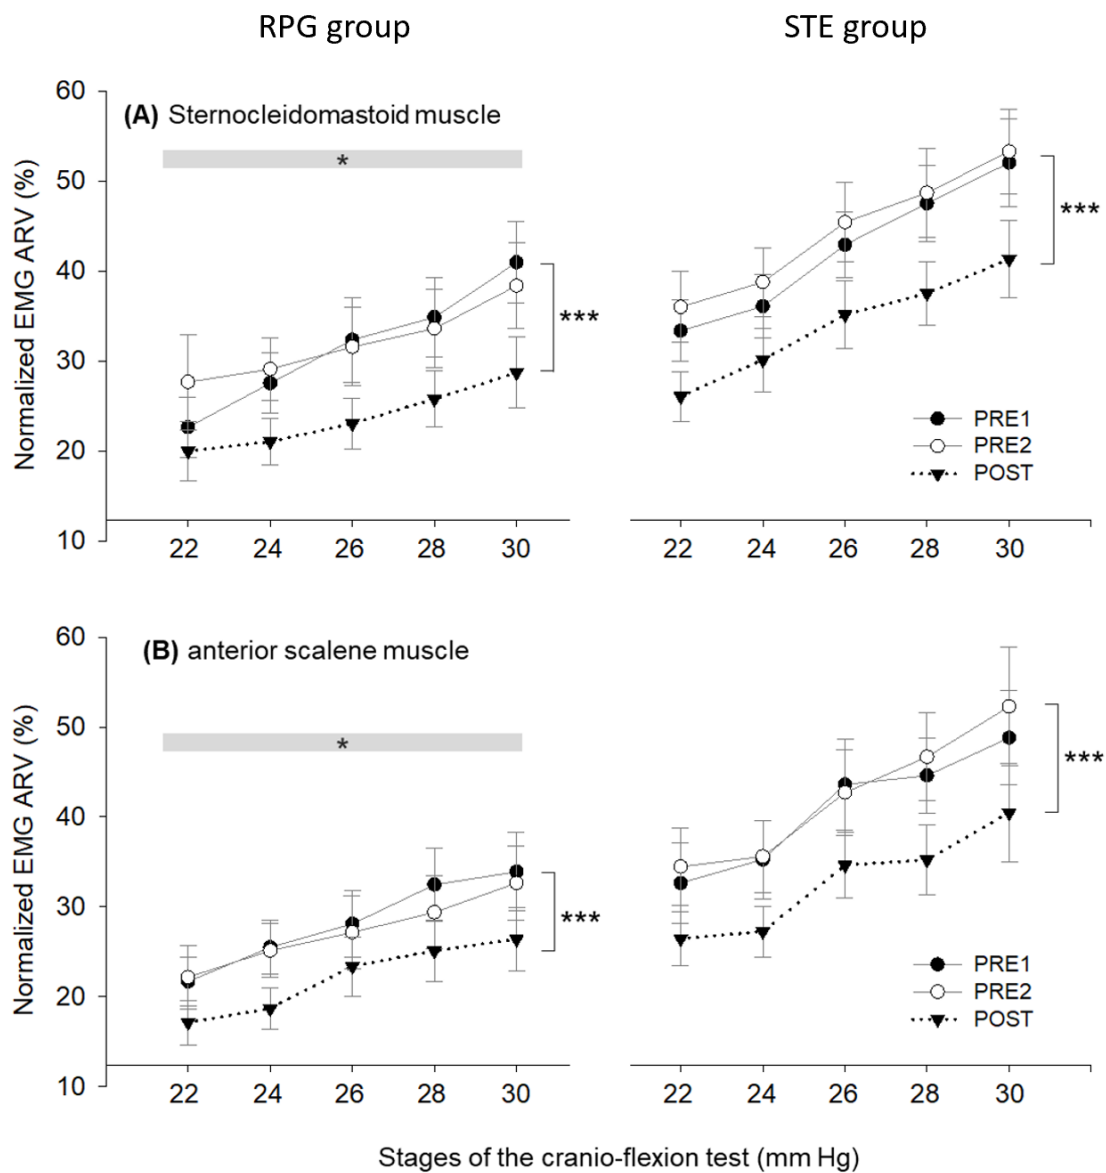 RPG group
STE group
Normalized EMG ARV (%)
60
50
40
30
20
10
(A) Sternocleidomastoid muscle
*
***
***
PRE1
PRE2
POST
22 24 26 28 30
22 24 26 28 30
Normalized EMG ARV (%)
60
50
40
30
20
10
(B) anterior scalene muscle
*
***
***
PRE1
PRE2
POST
22 24 26 28 30
22 24 26 28 30
Stages of the cranio-flexion test (mm Hg)